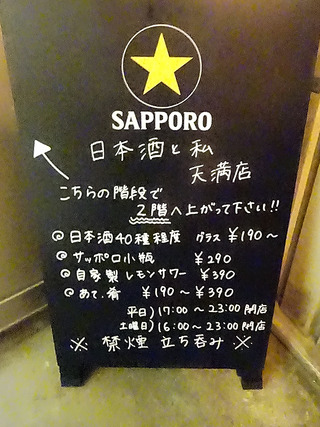 SAPPORO
日本酒と私
天満店
こちらの階段で
2階へ上がって下さい!!
日本酒40種程度 グラス ¥190~
サッポロ小瓶 ¥290
自家製レモンサワー ¥390
あて、肴 ¥190~¥390
平日)17:00~23:00閉店
土曜日)16:00~23:00閉店
※ 禁煙 立ち呑み ※